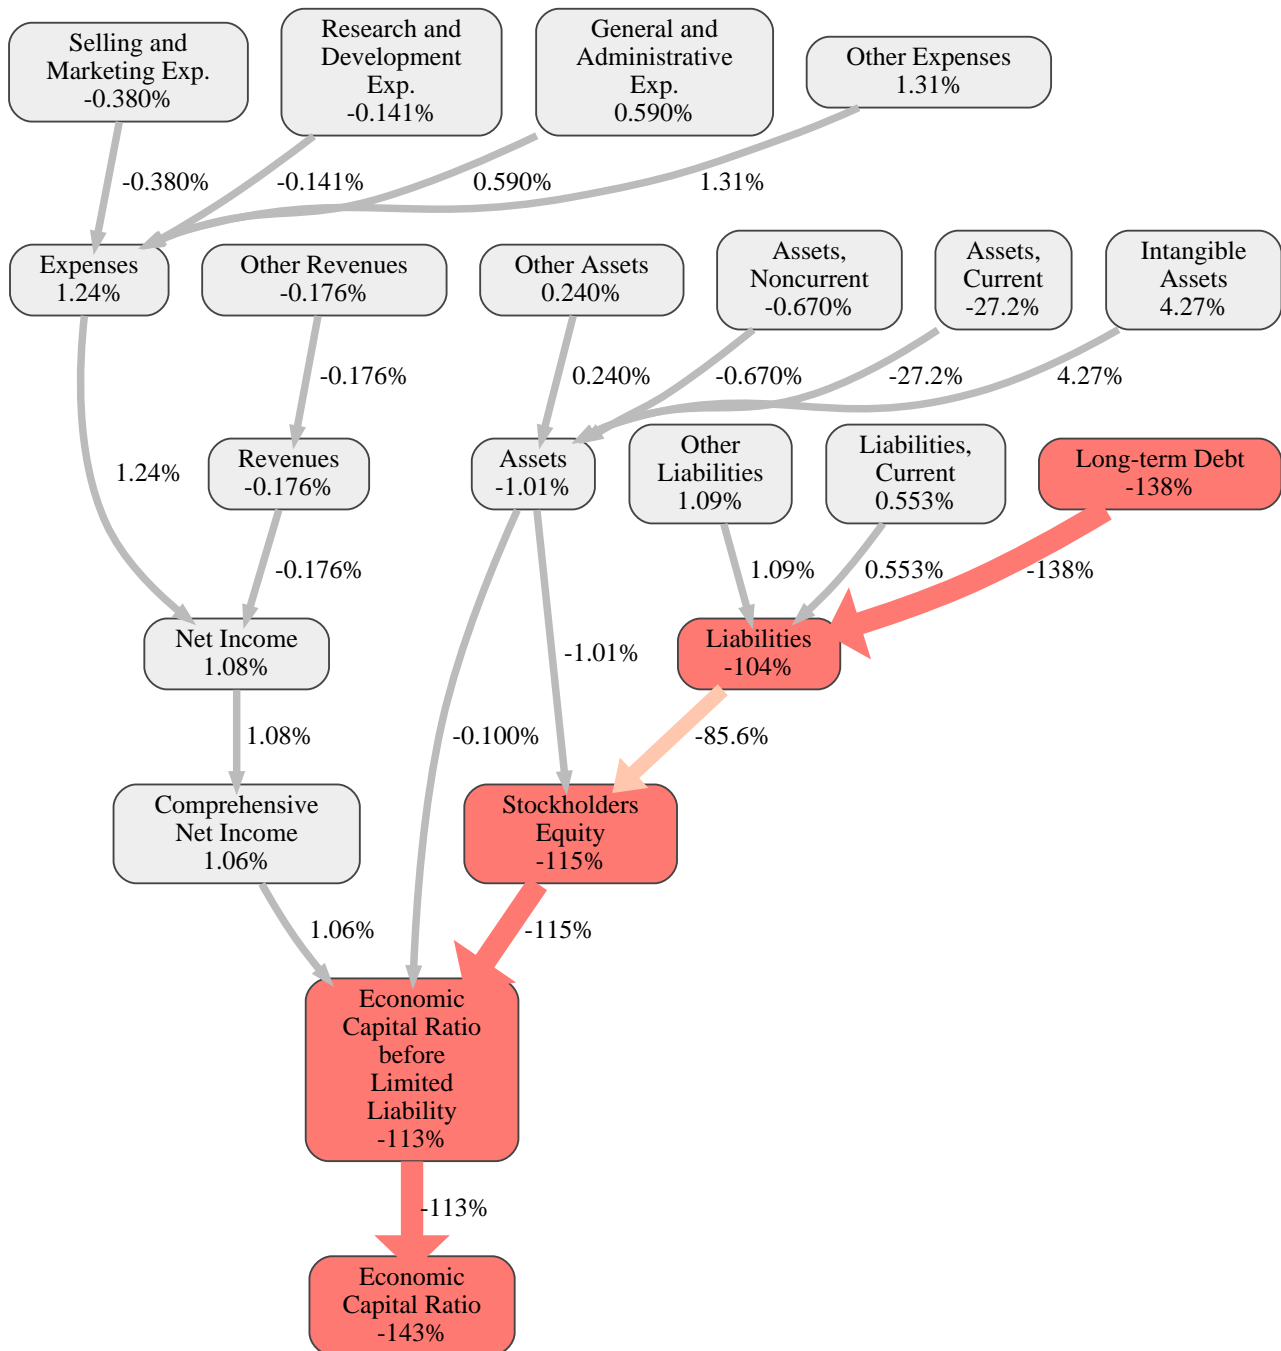 Selling and
Marketing Exp.
-0.380%
Research and
Development
Exp.
-0.141%
General and
Administrative
Exp.
0.590%
Other Expenses
1.31%
-0.380%
-0.141%
0.590%
1.31%
Expenses
1.24%
Other Revenues
-0.176%
Other Assets
0.240%
Assets,
Noncurrent
-0.670%
Assets,
Current
-27.2%
Intangible
Assets
4.27%
-0.176%
0.240%
-0.670%
-27.2%
4.27%
1.24%
Revenues
-0.176%
Assets
-1.01%
Other
Liabilities
1.09%
Liabilities,
Current
0.553%
Long-term Debt
-138%
-0.176%
1.09%
0.553%
-138%
Net Income
1.08%
-1.01%
Liabilities
-104%
1.08%
-0.100%
-85.6%
Comprehensive
Net Income
1.06%
Stockholders
Equity
-115%
1.06%
-115%
Economic
Capital Ratio
before
Limited
Liability
-113%
-113%
Economic
Capital Ratio
-143%